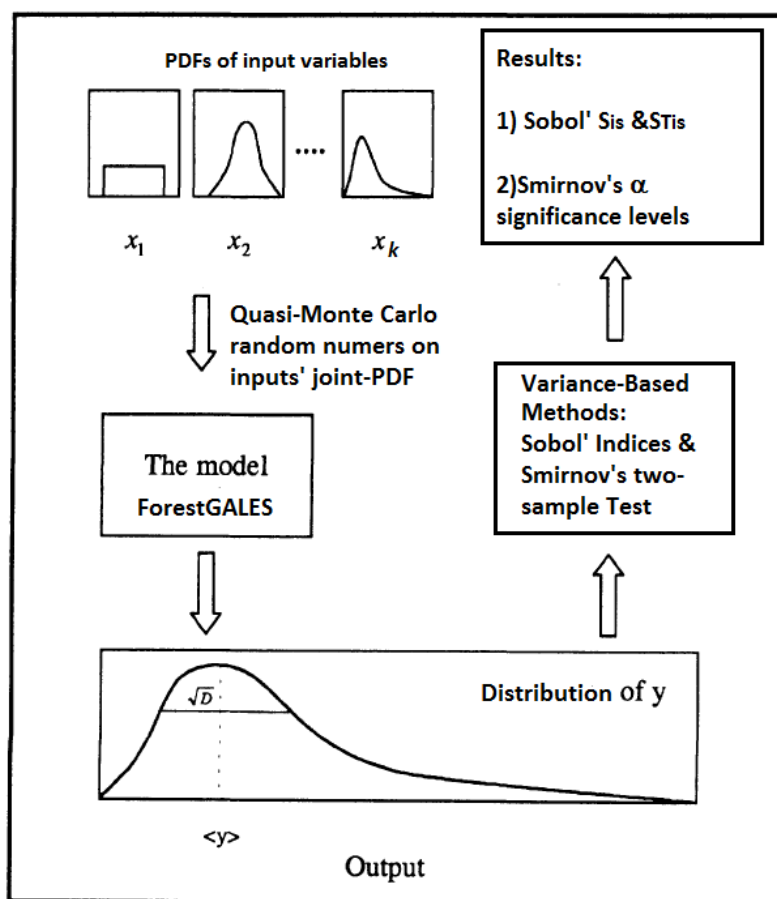 PDFs of input variables
....
x₁
x₂
xₖ
Quasi-Monte Carlo
random numers on
inputs' joint-PDF
The model
ForestGALES
√D
<y>
Output
Distribution of y
Variance-Based
Methods:
Sobol' Indices &
Smirnov's two-
sample Test
Results:
1) Sobol' Sis &STis
2)Smirnov's α
significance levels